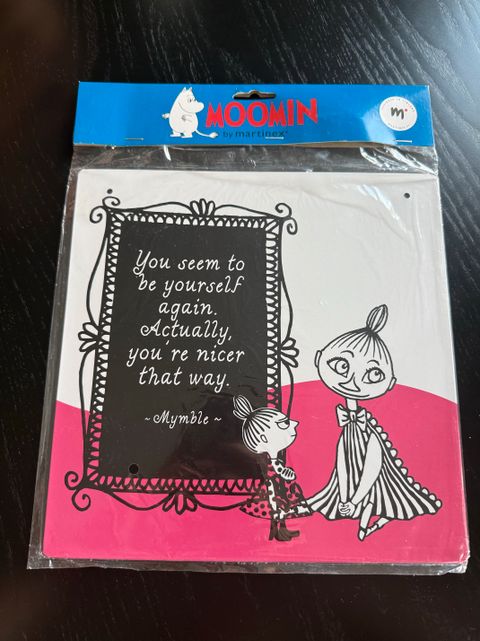 MOOMIN
by martinex
m
You seem to
be yourself
again.
Actually,
you're nicer
that way.
~Mymble~